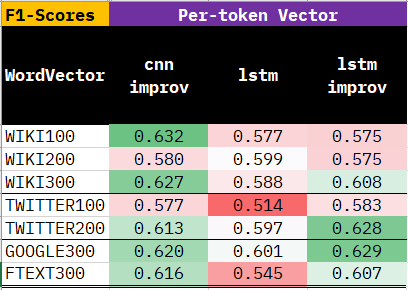 F1-Scores Per-token Vector
WordVector cnn improv lstm lstm improv
WIKI100 0.632 0.577 0.575
WIKI200 0.580 0.599 0.575
WIKI300 0.627 0.588 0.608
TWITTER100 0.577 0.514 0.583
TWITTER200 0.613 0.597 0.628
GOOGLE300 0.620 0.601 0.629
FTEXT300 0.616 0.545 0.607